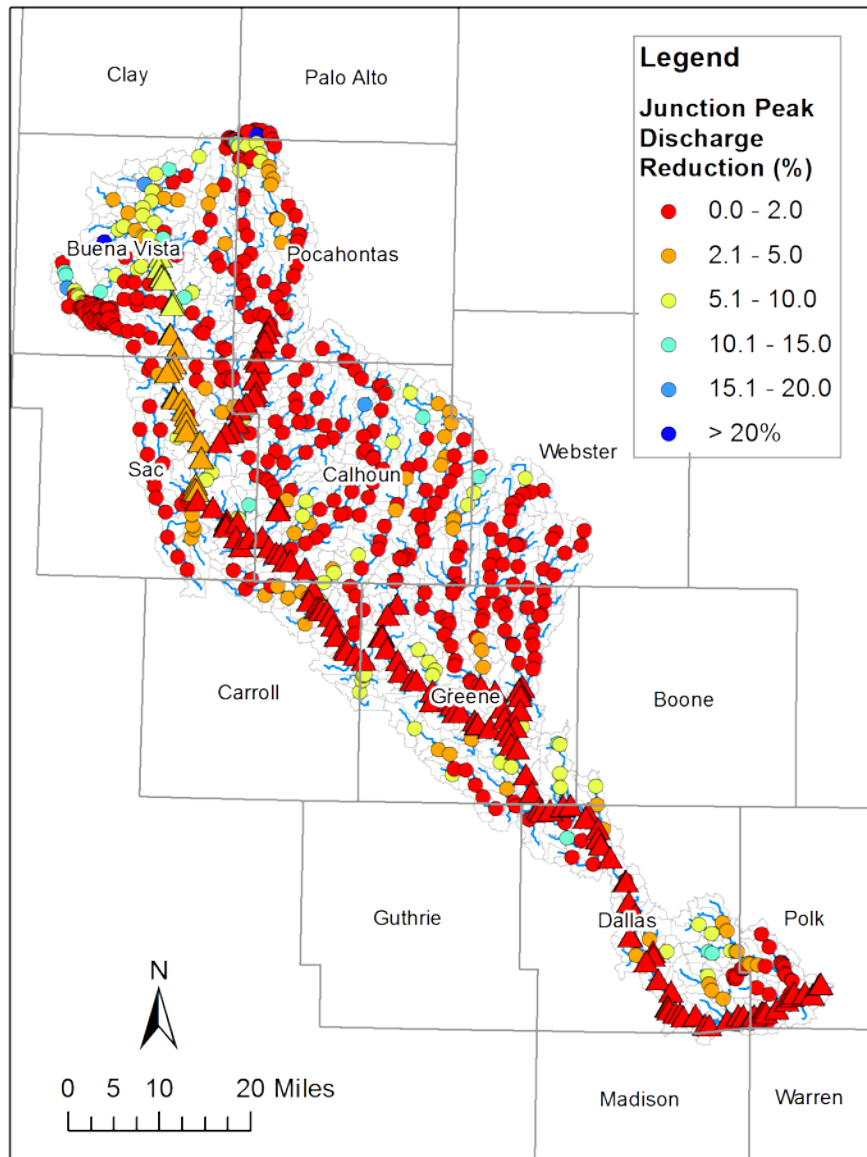 Clay
Palo Alto
Legend
Junction Peak
Discharge
Reduction (%)
0.0 - 2.0
2.1 - 5.0
5.1 - 10.0
10.1 - 15.0
15.1 - 20.0
> 20%
Buena Vista
Pocahontas
Webster
Sac
Calhoun
Carroll
Greene
Boone
Guthrie
Dallas
Polk
N
0 5 10 20 Miles
Madison
Warren